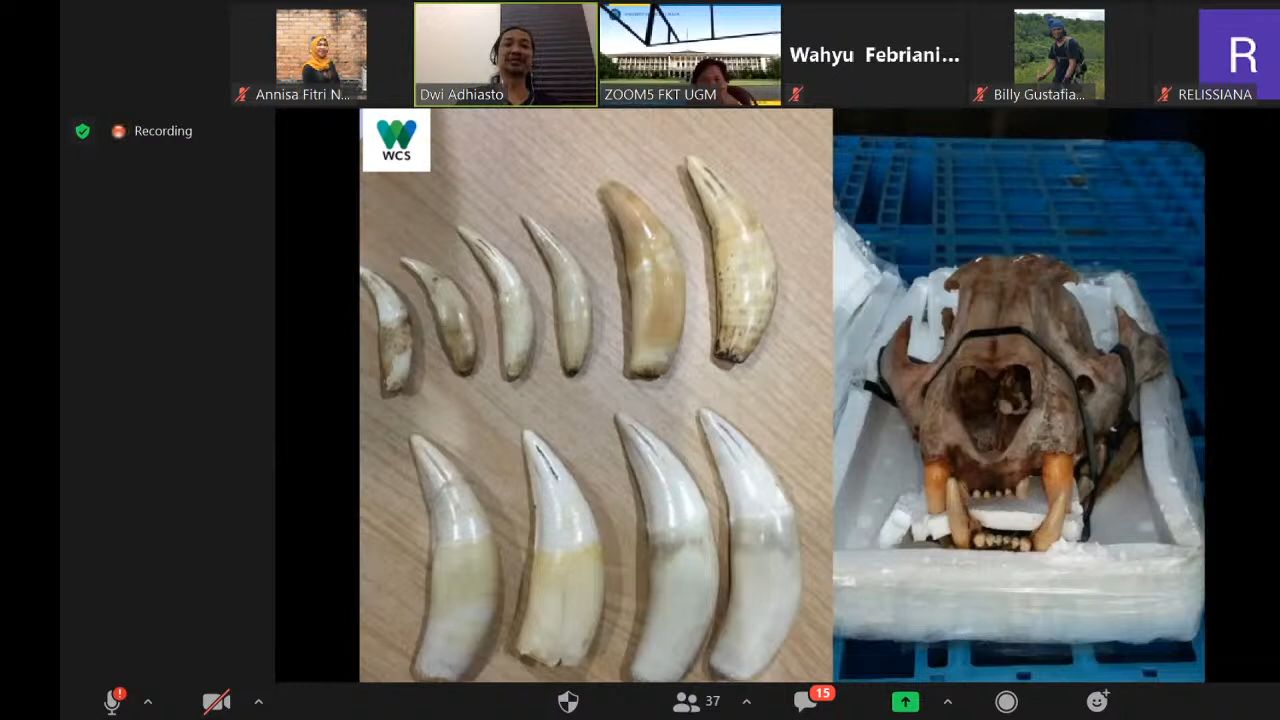 Annisa Fitri N...
Dwi Adhiasto
ZOOM5 FKT UGM
Wahyu Febriani...
Billy Gustafia...
R
RELISSIANA
Recording
WCS
37
15